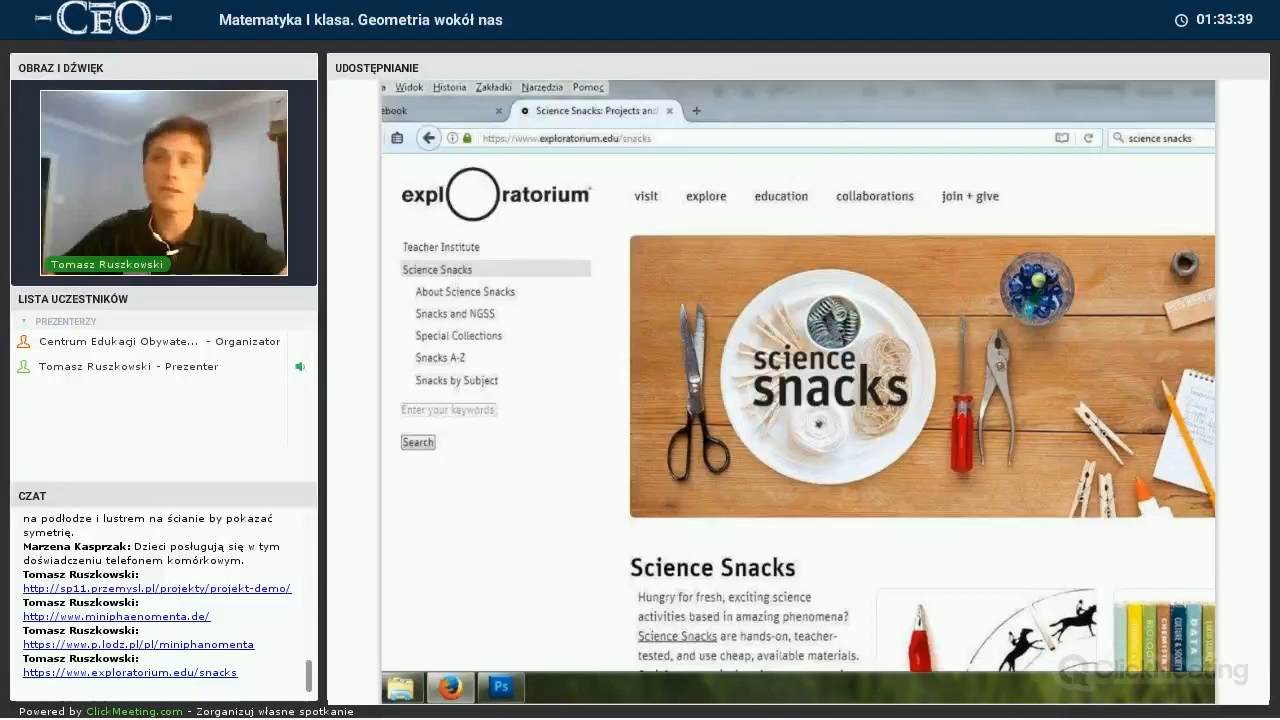 CEO
Matematyka I klasa. Geometria wokół nas
01:33:39
OBRAZ I DŹWIĘK
Tomasz Ruszkowski
LISTA UCZESTNIKÓW
PREZENTERZY
Centrum Edukacji Obywate... - Organizator
Tomasz Ruszkowski - Prezenter
CZAT
na podłodze i lustrem na ścianie by pokazać
symetrię.
Marzena Kasprzak: Dzieci posługują się w tym
doświadczeniu telefonem komórkowym.
Tomasz Ruszkowski:
http://sp11.przemysl.pl/projekty/projekt-demo/
Tomasz Ruszkowski:
http://www.miniphaenomenta.de/
Tomasz Ruszkowski:
https://www.p.lodz.pl/pl/miniphanomenta
Tomasz Ruszkowski:
https://www.exploratorium.edu/snacks
Powered by ClickMeeting.com - Zorganizuj własne spotkanie
UDOSTĘPNIANIE
a Widok Historia Zakładki Narzędzia Pomoc
ebook
Science Snacks: Projects and
https://www.exploratorium.edu/snacks
science snacks
exploratorium
visit explore education collaborations join + give
Teacher Institute
Science Snacks
About Science Snacks
Snacks and NGSS
Special Collections
Snacks A-Z
Snacks by Subject
Enter your keywords
Search
science
snacks
Science Snacks
Hungry for fresh, exciting science
activities based in amazing phenomena?
Science Snacks are hands-on, teacher-
tested, and use cheap, available materials.
BIOLOGY
CHEMISTRY
CULTURE & SOCIETY
DATA
Ps
ClickMeeting